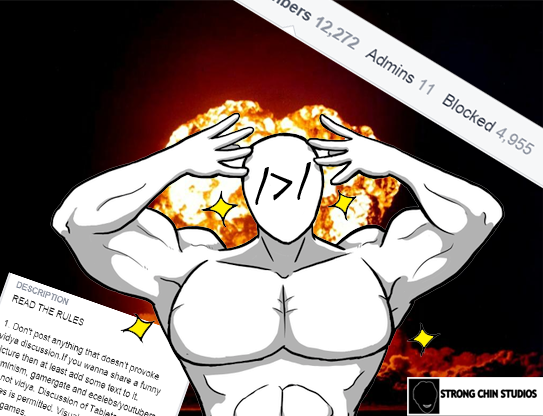 mbers 12,272 Admins 11 Blocked 4,955
/>/
DESCRIPTION
READ THE RULES
1. Don't post anything that doesn't provoke
vidya discussion.If you wanna share a funny
icture then at least add some text to it.
minism, gamergate and ecelebs/youtubers
not vidya. Discussion of Tablets
es is permitted.
games.
STRONG CHIN STUDIOS